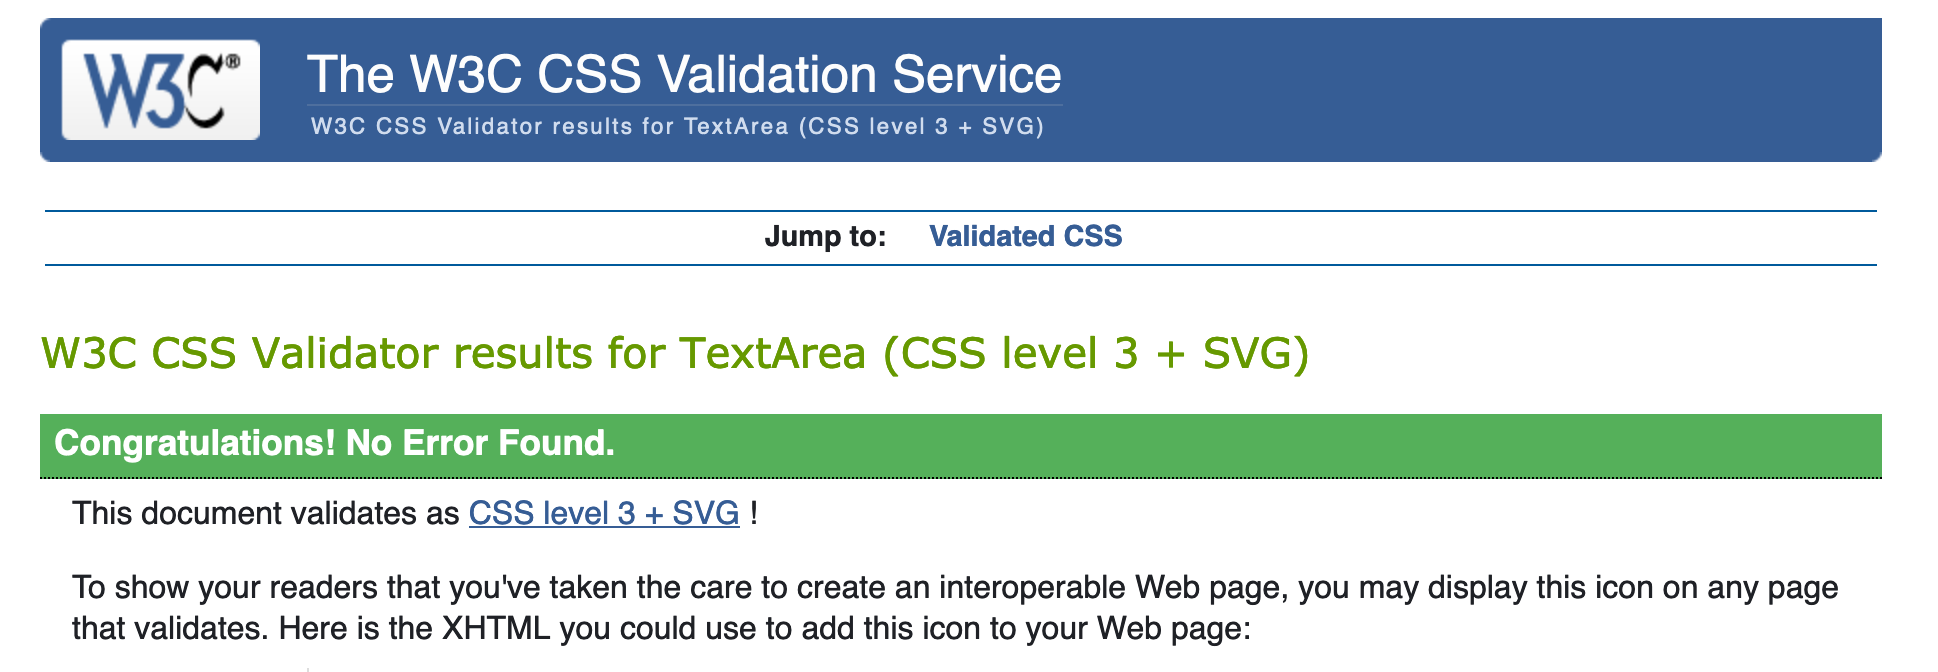 W3C®
The W3C CSS Validation Service
W3C CSS Validator results for TextArea (CSS level 3 + SVG)
Jump to: Validated CSS
W3C CSS Validator results for TextArea (CSS level 3 + SVG)
Congratulations! No Error Found.
This document validates as CSS level 3 + SVG !
To show your readers that you've taken the care to create an interoperable Web page, you may display this icon on any page
that validates. Here is the XHTML you could use to add this icon to your Web page: